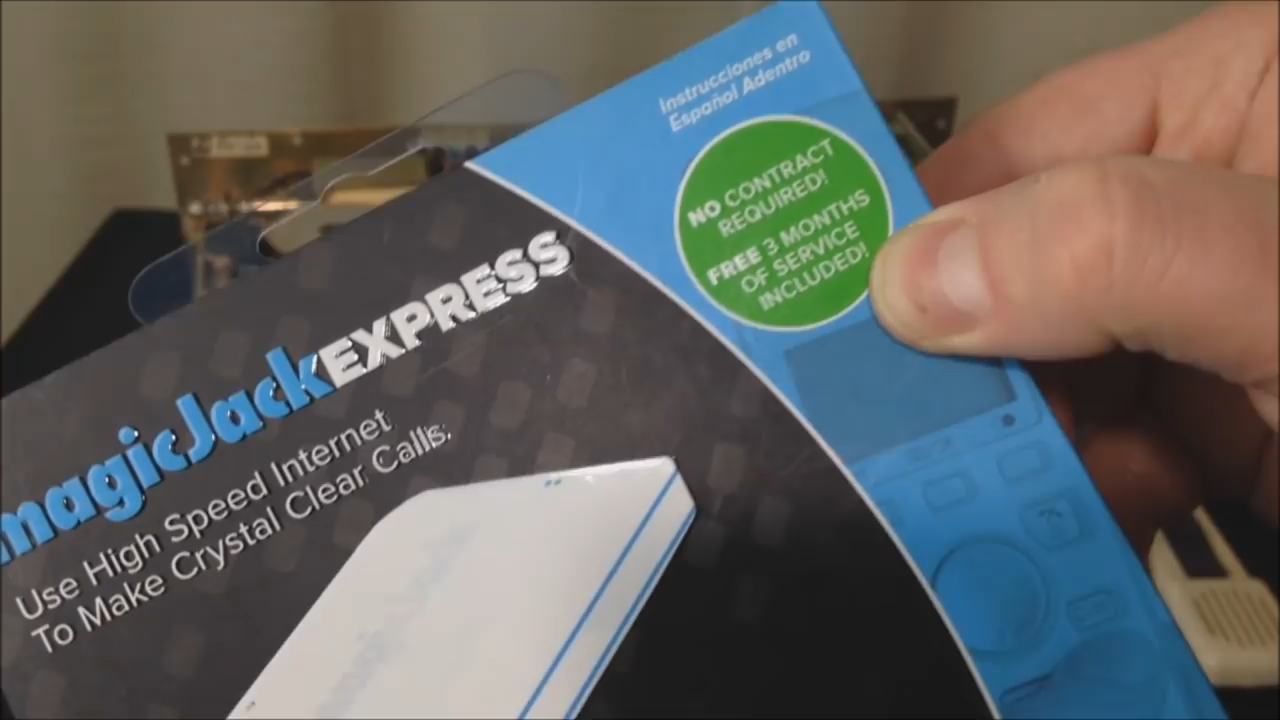 Instrucciones en
Español Adentro
NO CONTRACT
REQUIRED!
FREE 3 MONTHS
OF SERVICE
INCLUDED!
magicJackEXPRESS
Use High Speed Internet
To Make Crystal Clear Calls.